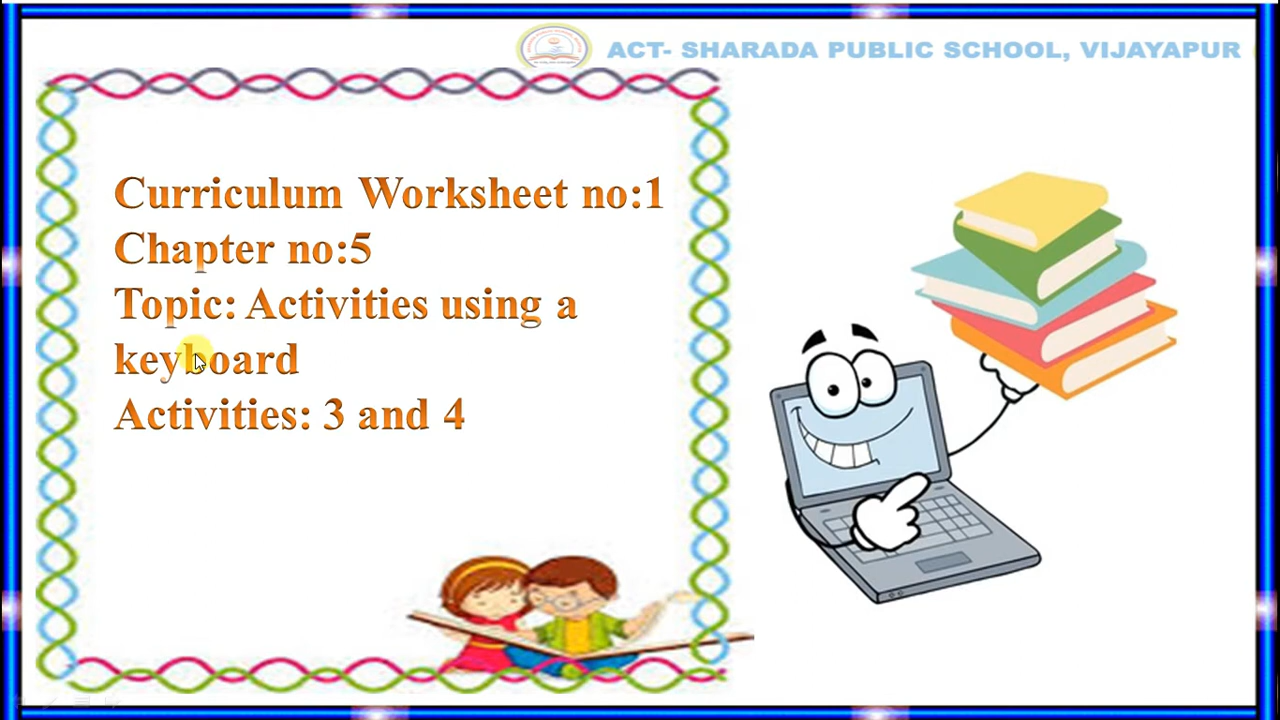 ACT- SHARADA PUBLIC SCHOOL, VIJAYAPUR
Curriculum Worksheet no:1
Chapter no:5
Topic: Activities using a
keyboard
Activities: 3 and 4